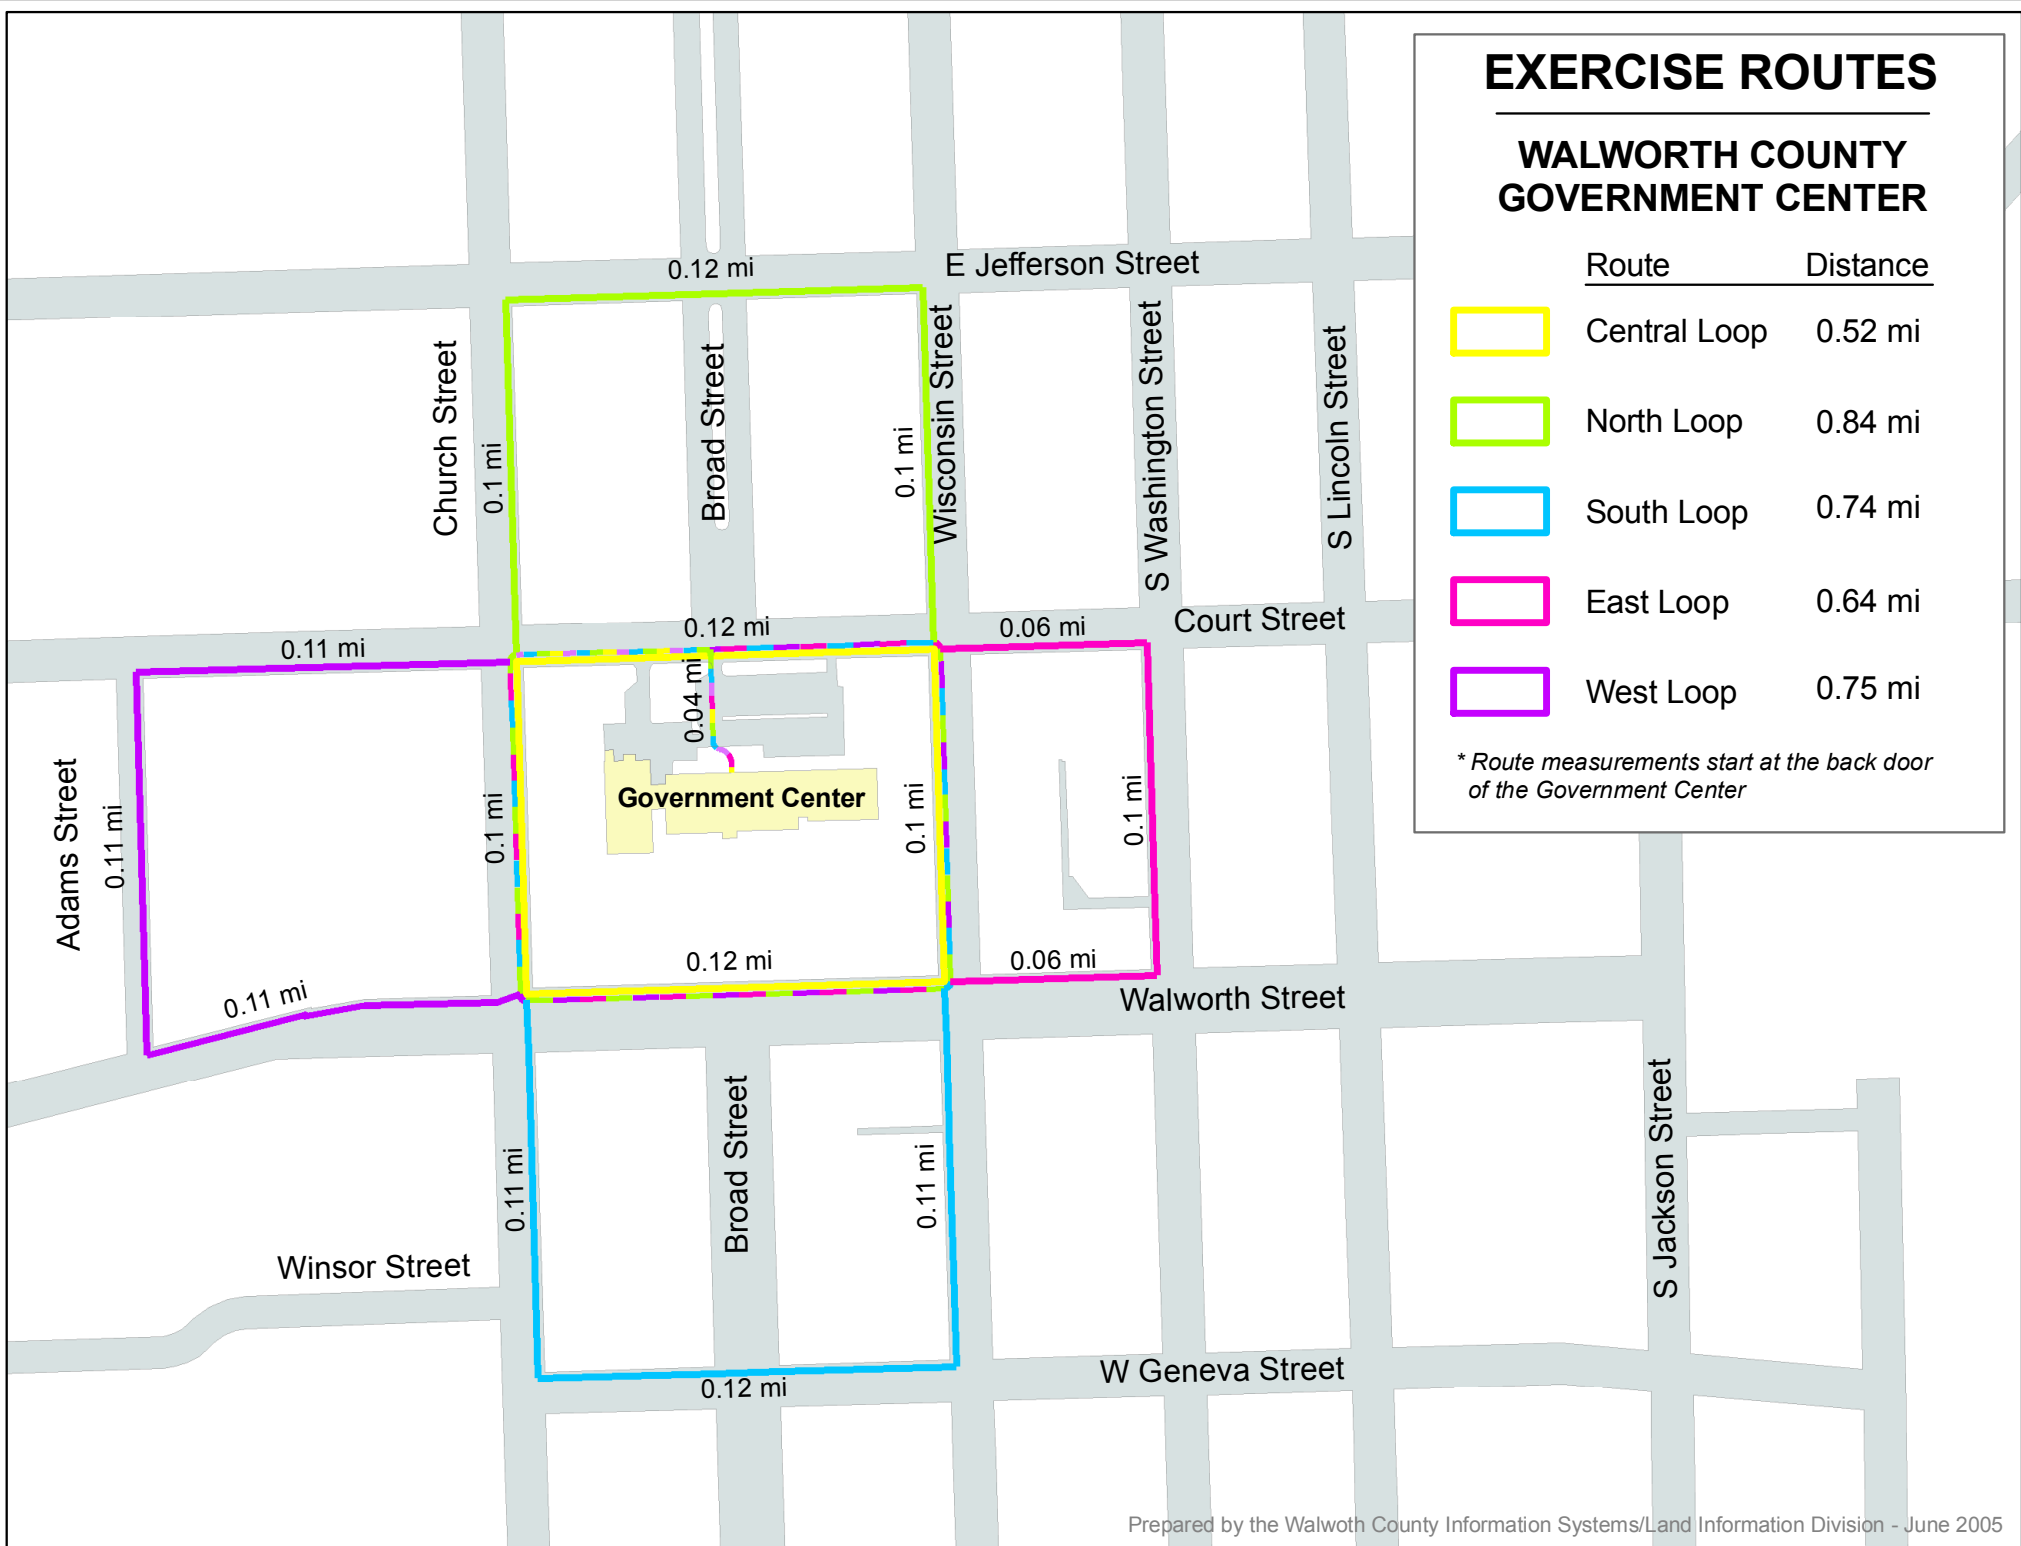 EXERCISE ROUTES
WALWORTH COUNTY
GOVERNMENT CENTER
Route Distance
Central Loop 0.52 mi
North Loop 0.84 mi
South Loop 0.74 mi
East Loop 0.64 mi
West Loop 0.75 mi
* Route measurements start at the back door
of the Government Center
0.12 mi
E Jefferson Street
Church Street
0.1 mi
Broad Street
0.1 mi
Wisconsin Street
S Washington Street
S Lincoln Street
0.11 mi
0.12 mi
0.06 mi
Court Street
0.04 mi
Adams Street
0.11 mi
0.1 mi
Government Center
0.1 mi
0.1 mi
0.11 mi
0.12 mi
0.06 mi
Walworth Street
0.11 mi
Broad Street
0.11 mi
S Jackson Street
Winsor Street
0.12 mi
W Geneva Street
Prepared by the Walwoth County Information Systems/Land Information Division - June 2005